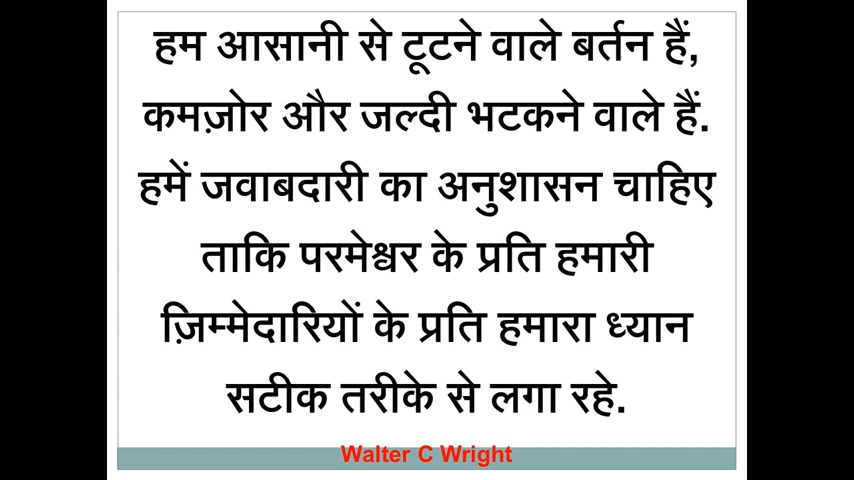 हम आसानी से टूटने वाले बर्तन हैं,
कमज़ोर और जल्दी भटकने वाले हैं.
हमें जवाबदारी का अनुशासन चाहिए
ताकि परमेश्वर के प्रति हमारी
ज़िम्मेदारियों के प्रति हमारा ध्यान
सटीक तरीके से लगा रहे.
Walter C Wright